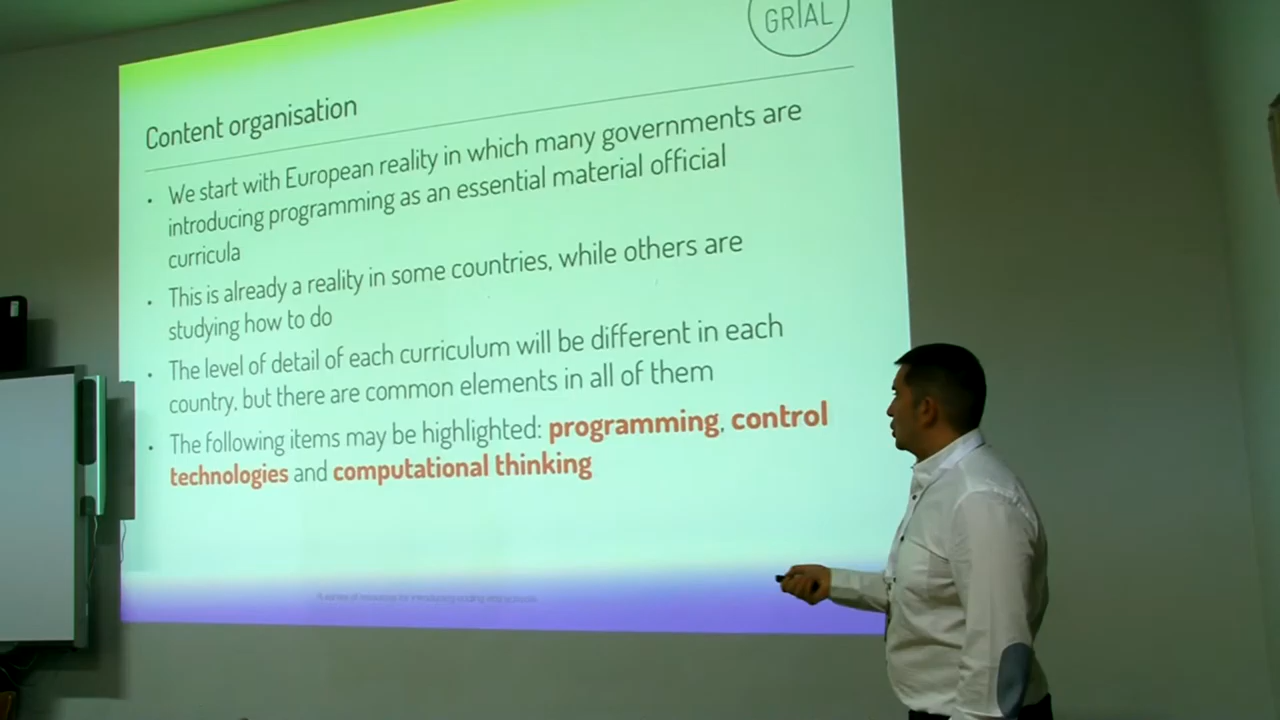 GRIAL
Content organisation
We start with European reality in which many governments are
introducing programming as an essential material official
curricula
This is already a reality in some countries, while others are
studying how to do
The level of detail of each curriculum will be different in each
country, but there are common elements in all of them
The following items may be highlighted: programming, control
technologies and computational thinking